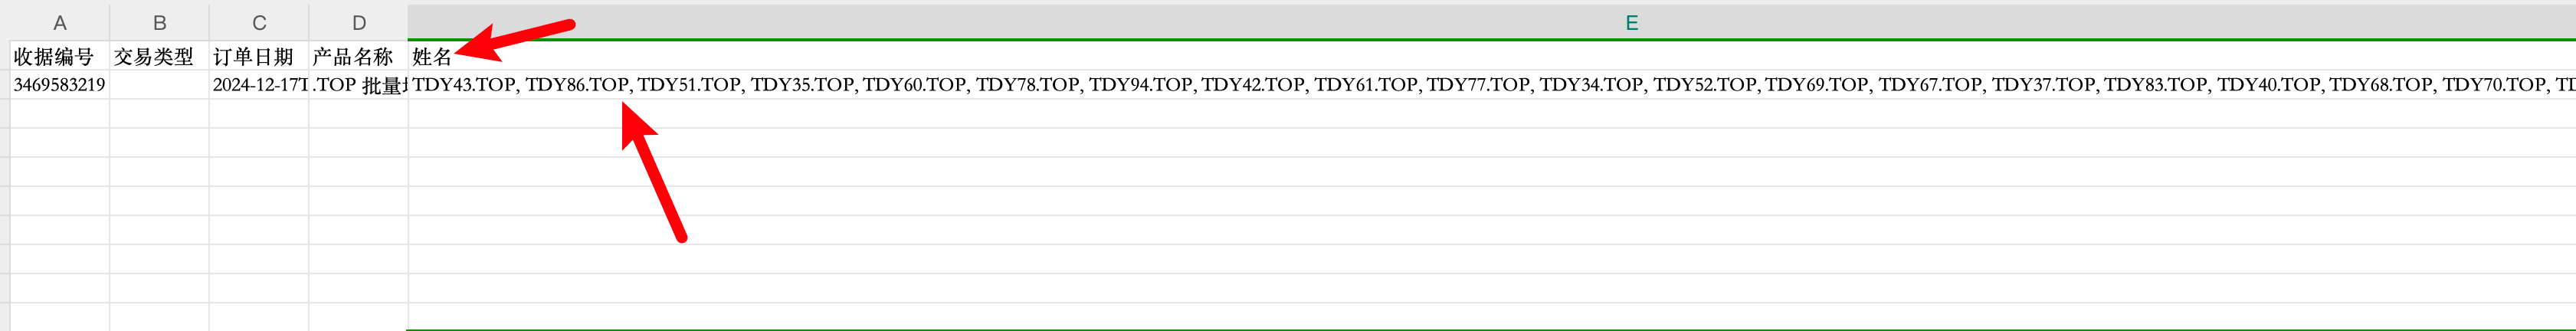 A B C D E
收据编号 交易类型 订单日期 产品名称 姓名
3469583219 2024-12-17T .TOP 批量 TDY43.TOP, TDY86.TOP, TDY51.TOP, TDY35.TOP, TDY60.TOP, TDY78.TOP, TDY94.TOP, TDY42.TOP, TDY61.TOP, TDY77.TOP, TDY34.TOP, TDY52.TOP, TDY69.TOP, TDY67.TOP, TDY37.TOP, TDY83.TOP, TDY40.TOP, TDY68.TOP, TDY70.TOP,